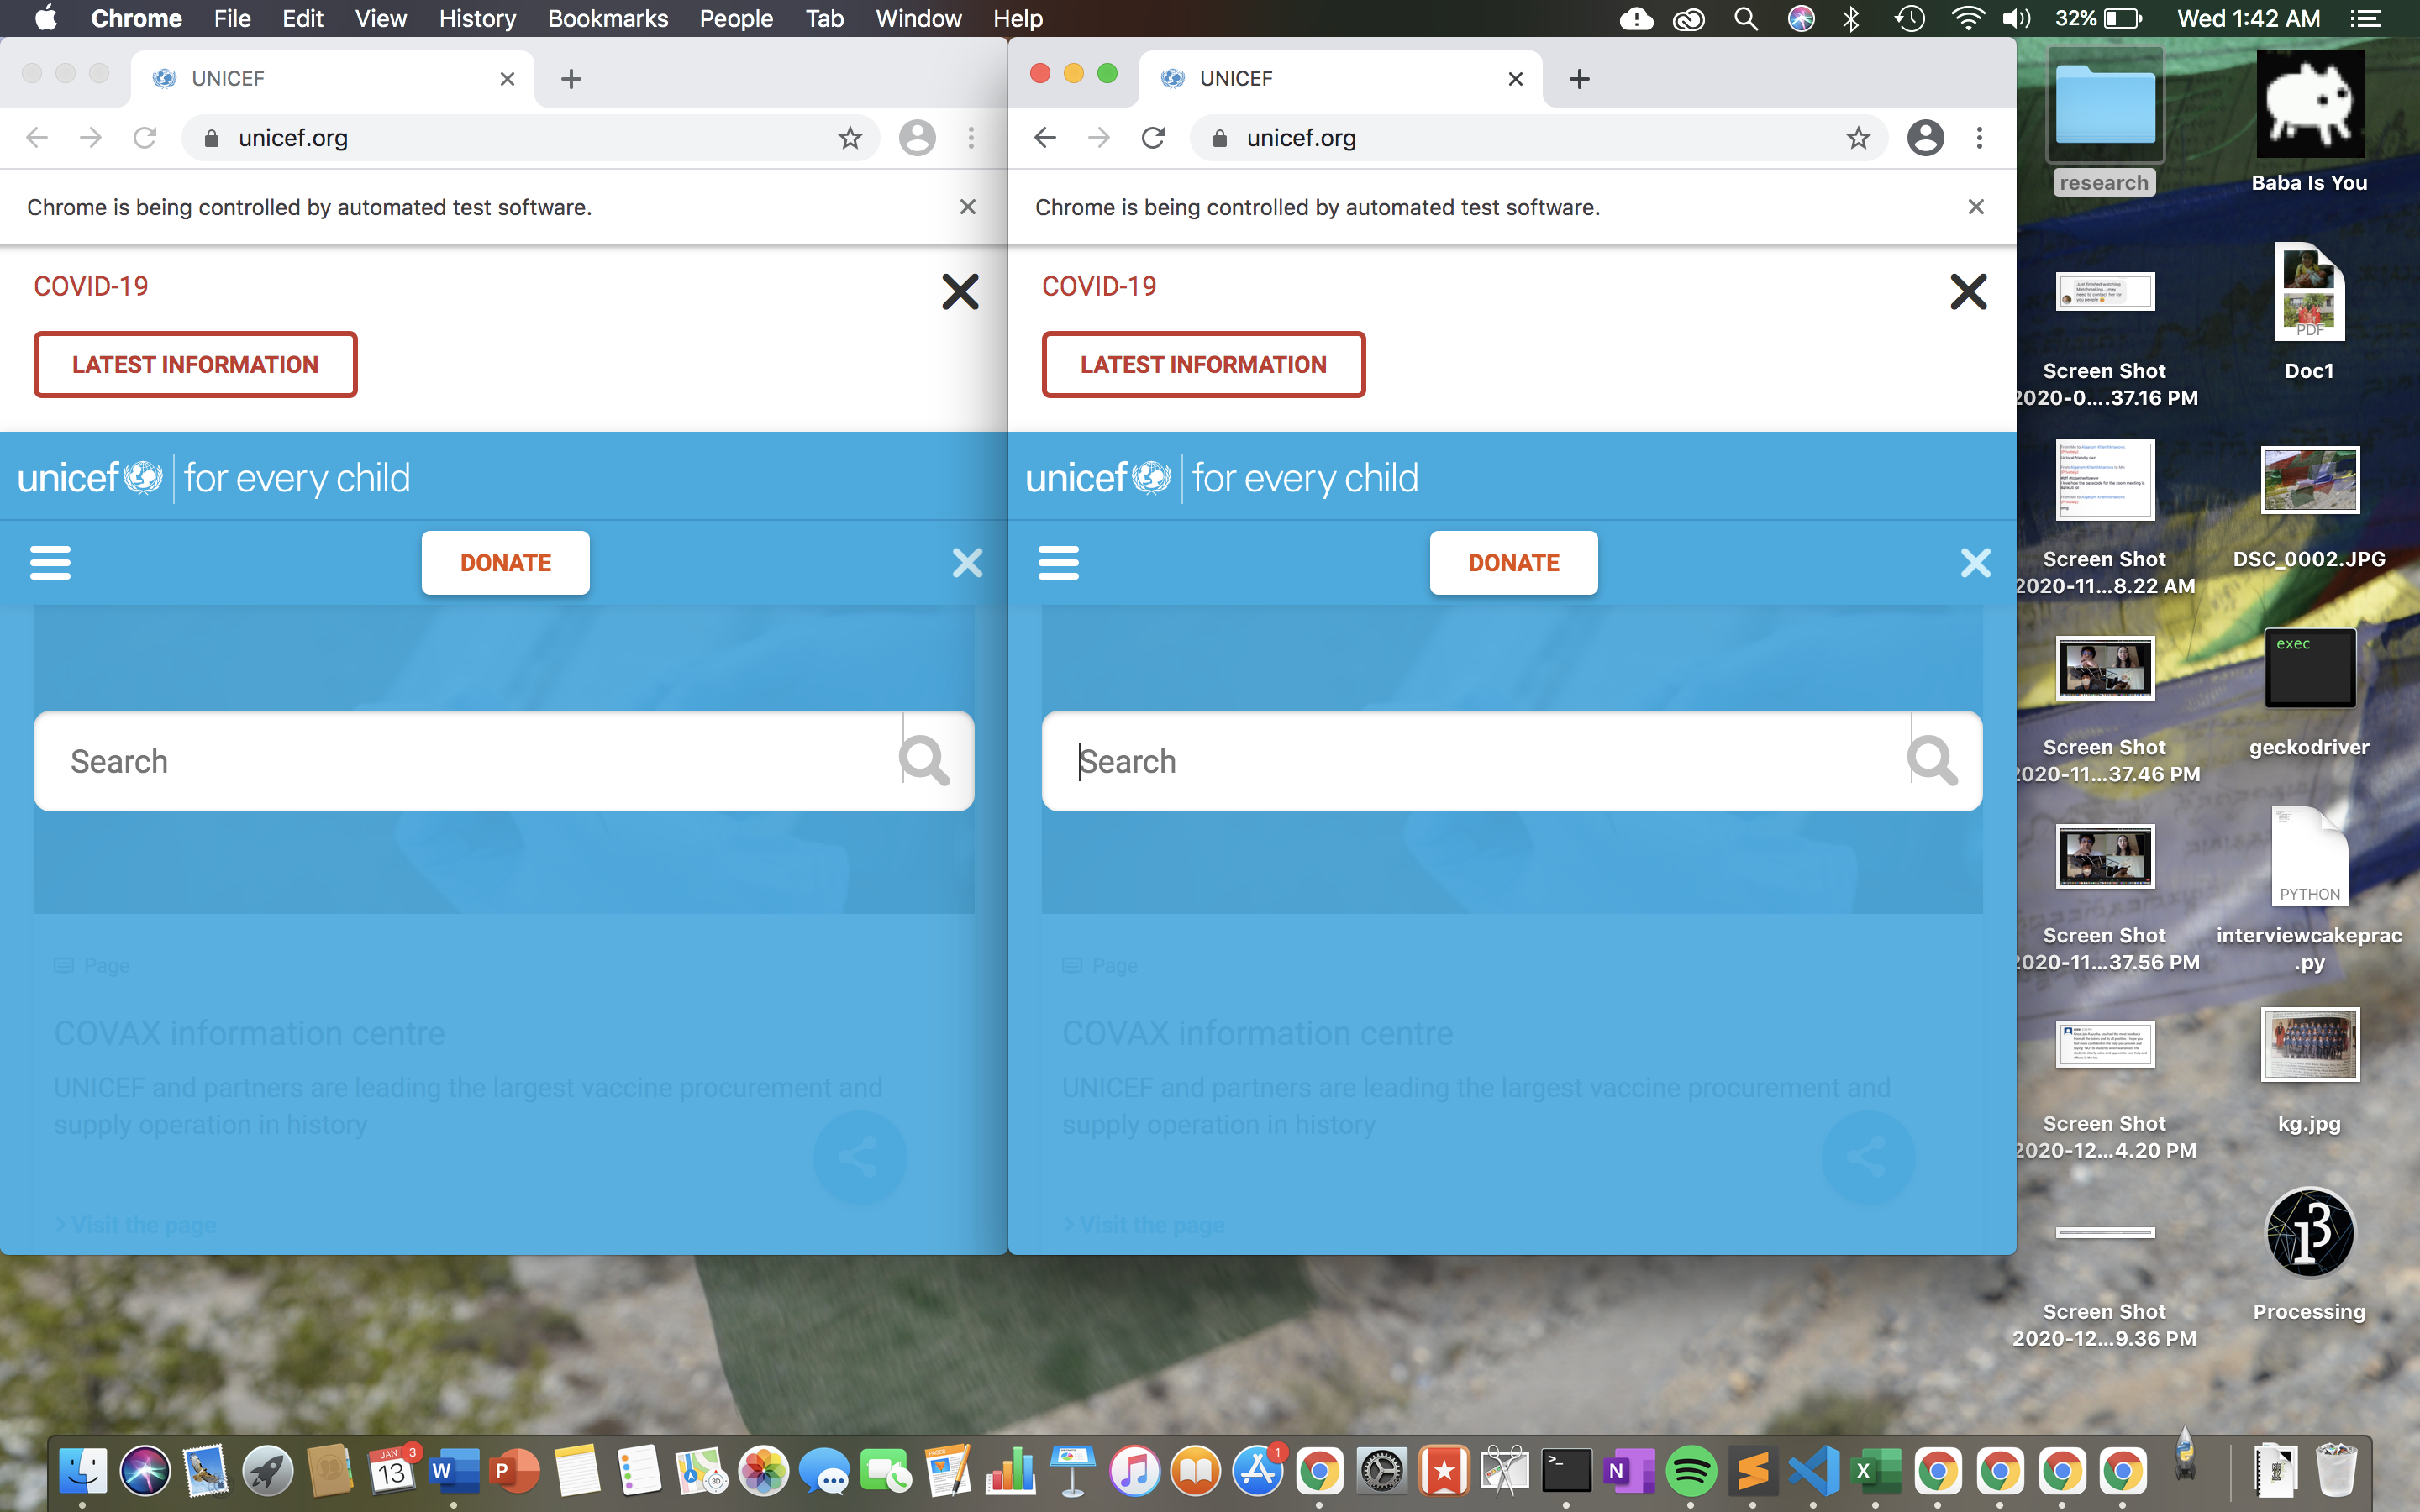 Chrome File Edit View History Bookmarks People Tab Window Help
32% Wed 1:42 AM
UNICEF
unicef.org
Chrome is being controlled by automated test software.
COVID-19
LATEST INFORMATION
unicef for every child
DONATE
Search
Page
COVAX information centre
UNICEF and partners are leading the largest vaccine procurement and
supply operation in history
Visit the page
UNICEF
unicef.org
Chrome is being controlled by automated test software.
COVID-19
LATEST INFORMATION
unicef for every child
DONATE
Search
Page
COVAX information centre
UNICEF and partners are leading the largest vaccine procurement and
supply operation in history
Visit the page
research
Baba Is You
Screen Shot
2020-0....37.16 PM
PDF
Doc1
Screen Shot
2020-11...8.22 AM
DSC_0002.JPG
Screen Shot
2020-11...37.46 PM
exec
geckodriver
Screen Shot
2020-11...37.56 PM
PYTHON
interviewcakeprac
.py
Screen Shot
2020-12...4.20 PM
kg.jpg
Screen Shot
2020-12...9.36 PM
Processing
JAN
13
3
W
P
PAGES
1
>_
N
X